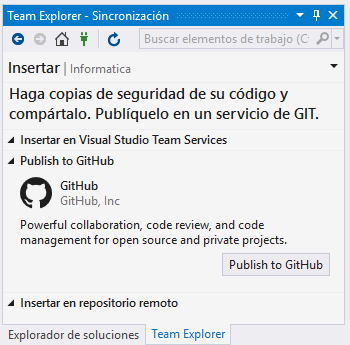 Team Explorer - Sincronización
Buscar elementos de trabajo (C
Insertar | Informatica
Haga copias de seguridad de su código y
compártalo. Publíquelo en un servicio de GIT.
Insertar en Visual Studio Team Services
Publish to GitHub
GitHub
GitHub, Inc
Powerful collaboration, code review, and code
management for open source and private projects.
Publish to GitHub
Insertar en repositorio remoto
Explorador de soluciones Team Explorer